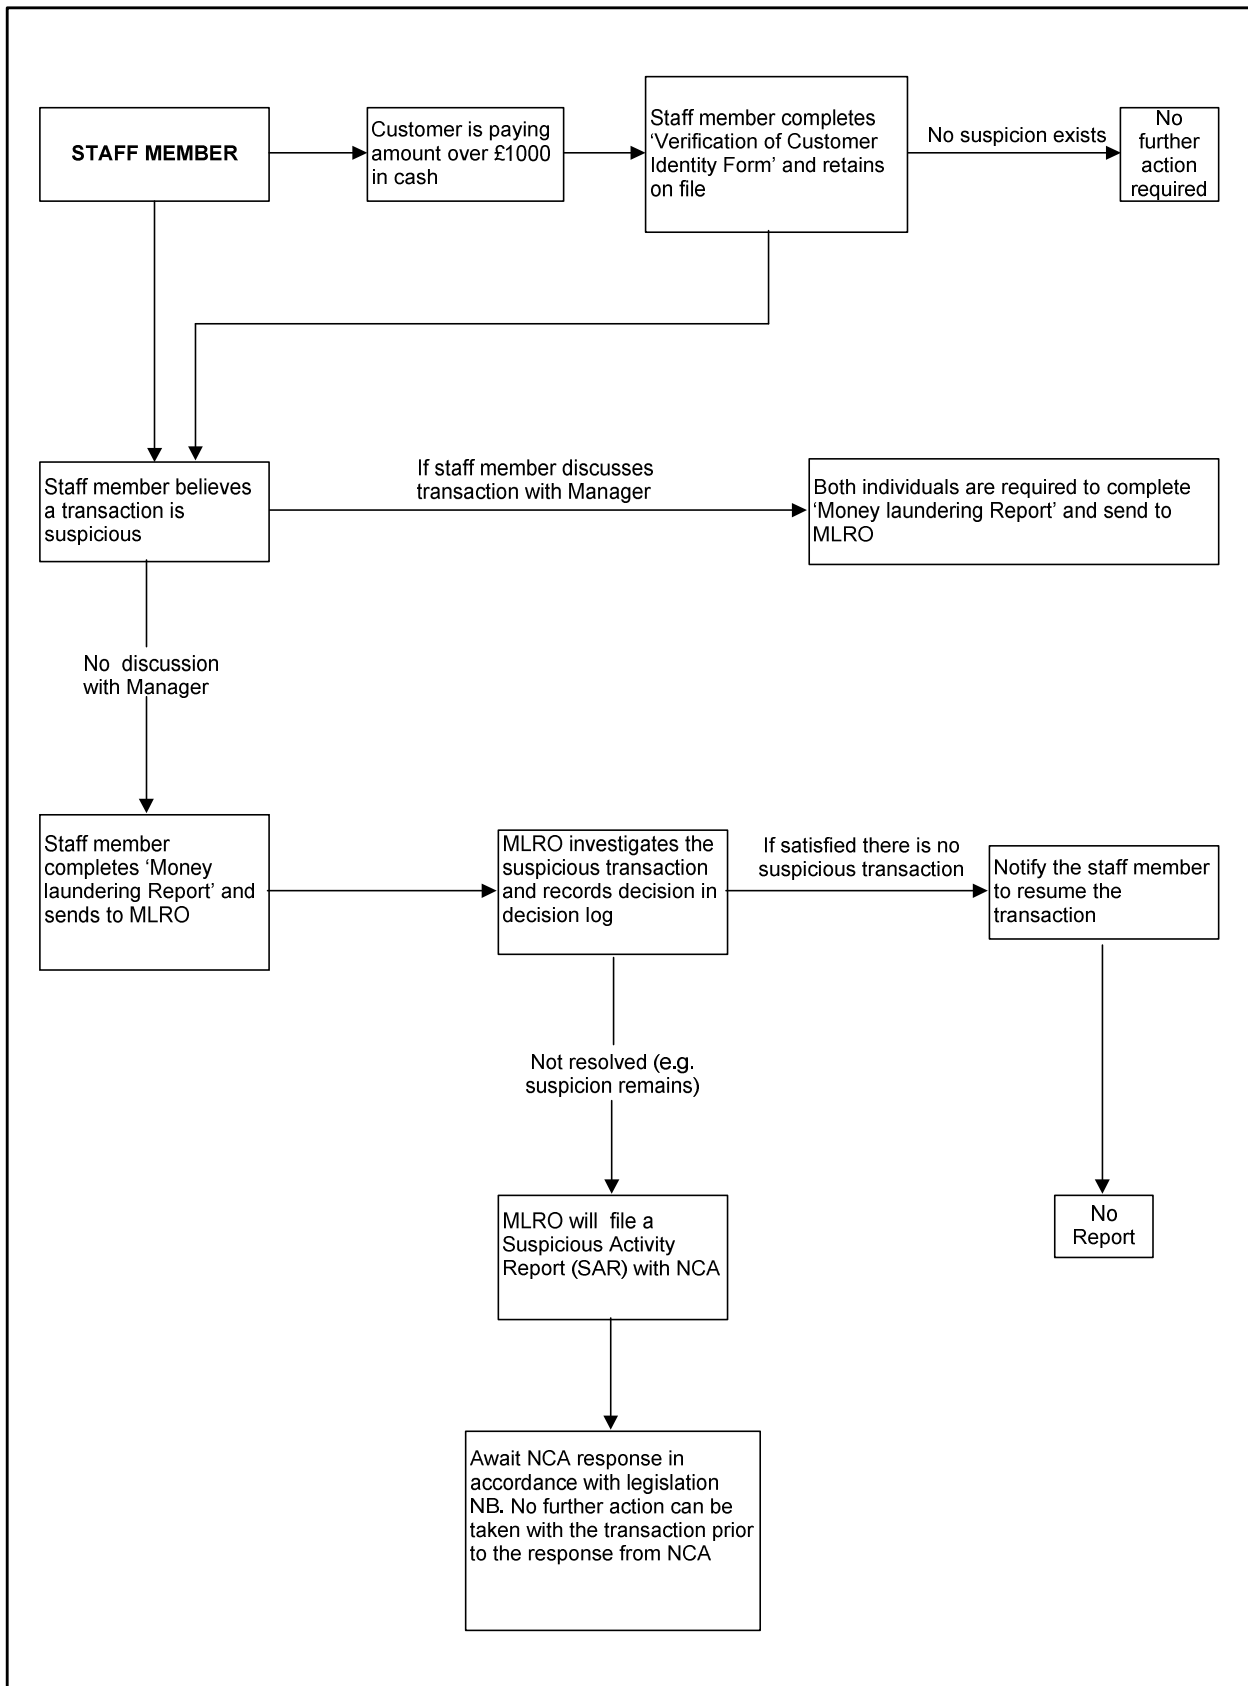 STAFF MEMBER
Customer is paying
amount over £1000
in cash
Staff member completes
‘Verification of Customer
Identity Form’ and retains
on file
No suspicion exists
No
further
action
required
Staff member believes
a transaction is
suspicious
If staff member discusses
transaction with Manager
Both individuals are required to complete
‘Money laundering Report’ and send to
MLRO
No discussion
with Manager
Staff member
completes ‘Money
laundering Report’ and
sends to MLRO
MLRO investigates the
suspicious transaction
and records decision in
decision log
If satisfied there is no
suspicious transaction
Notify the staff member
to resume the
transaction
Not resolved (e.g.
suspicion remains)
MLRO will file a
Suspicious Activity
Report (SAR) with NCA
No
Report
Await NCA response in
accordance with legislation
NB. No further action can be
taken with the transaction prior
to the response from NCA